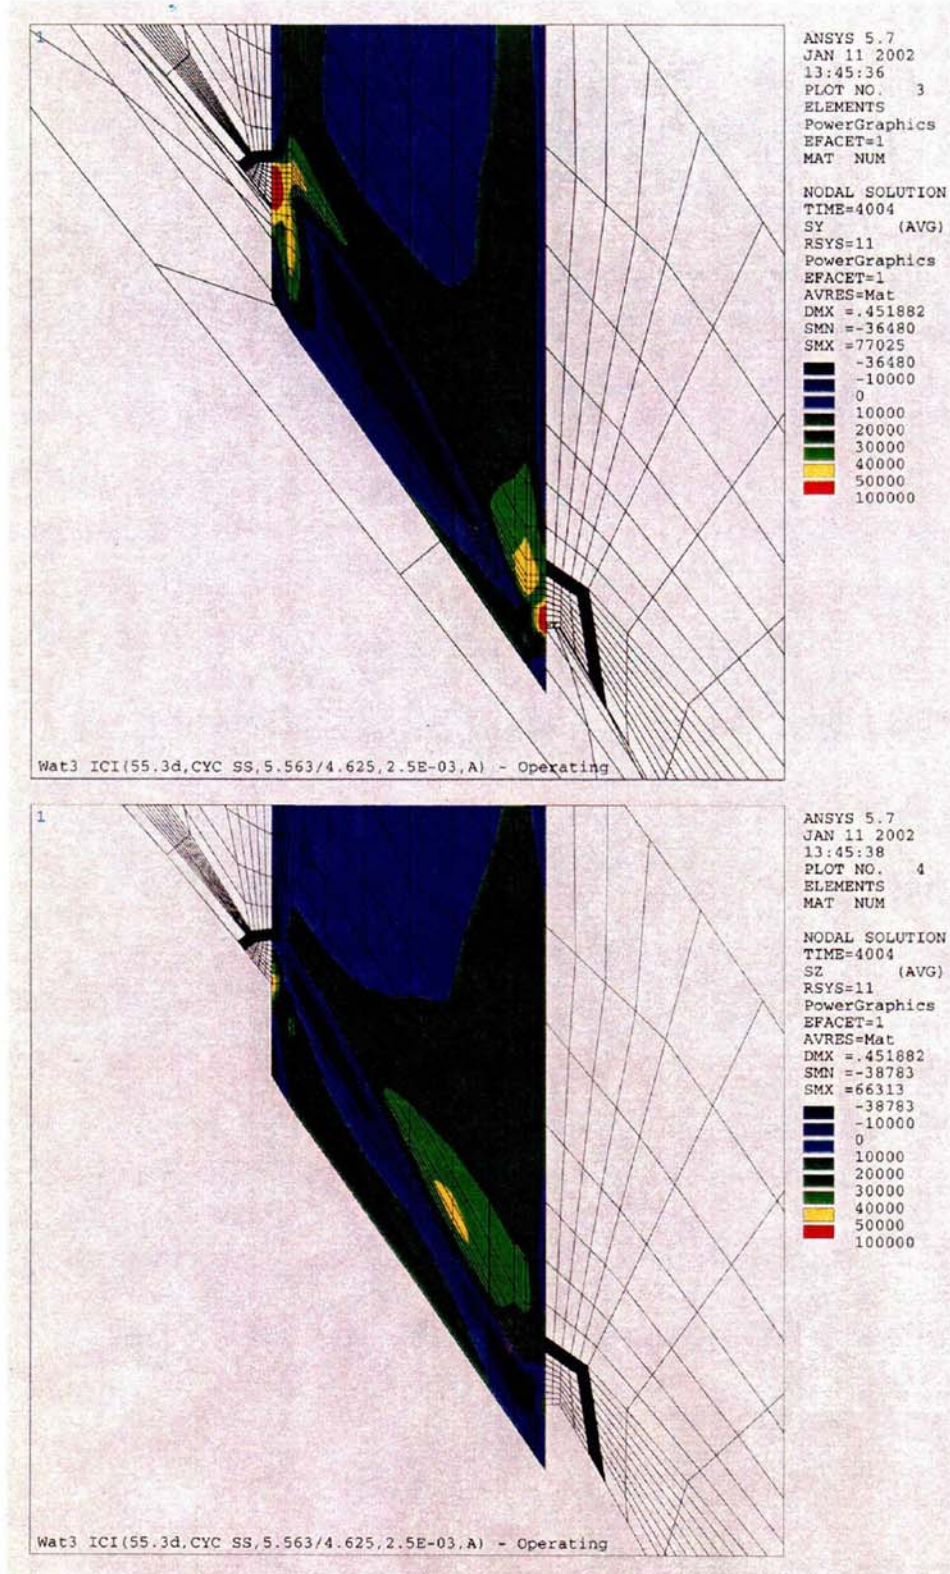 1
ANSYS 5.7
JAN 11 2002
13:45:36
PLOT NO. 3
ELEMENTS
PowerGraphics
EFACET=1
MAT NUM
NODAL SOLUTION
TIME=4004
SY (AVG)
RSYS=11
PowerGraphics
EFACET=1
AVRES=Mat
DMX =.451882
SMN =-36480
SMX =77025
-36480
-10000
0
10000
20000
30000
40000
50000
100000
Wat3 ICI(55.3d,CYC SS,5.563/4.625,2.5E-03,A) - Operating
1
ANSYS 5.7
JAN 11 2002
13:45:38
PLOT NO. 4
ELEMENTS
MAT NUM
NODAL SOLUTION
TIME=4004
SZ (AVG)
RSYS=11
PowerGraphics
EFACET=1
AVRES=Mat
DMX =.451882
SMN =-38783
SMX =66313
-38783
-10000
0
10000
20000
30000
40000
50000
100000
Wat3 ICI(55.3d,CYC SS,5.563/4.625,2.5E-03,A) - Operating